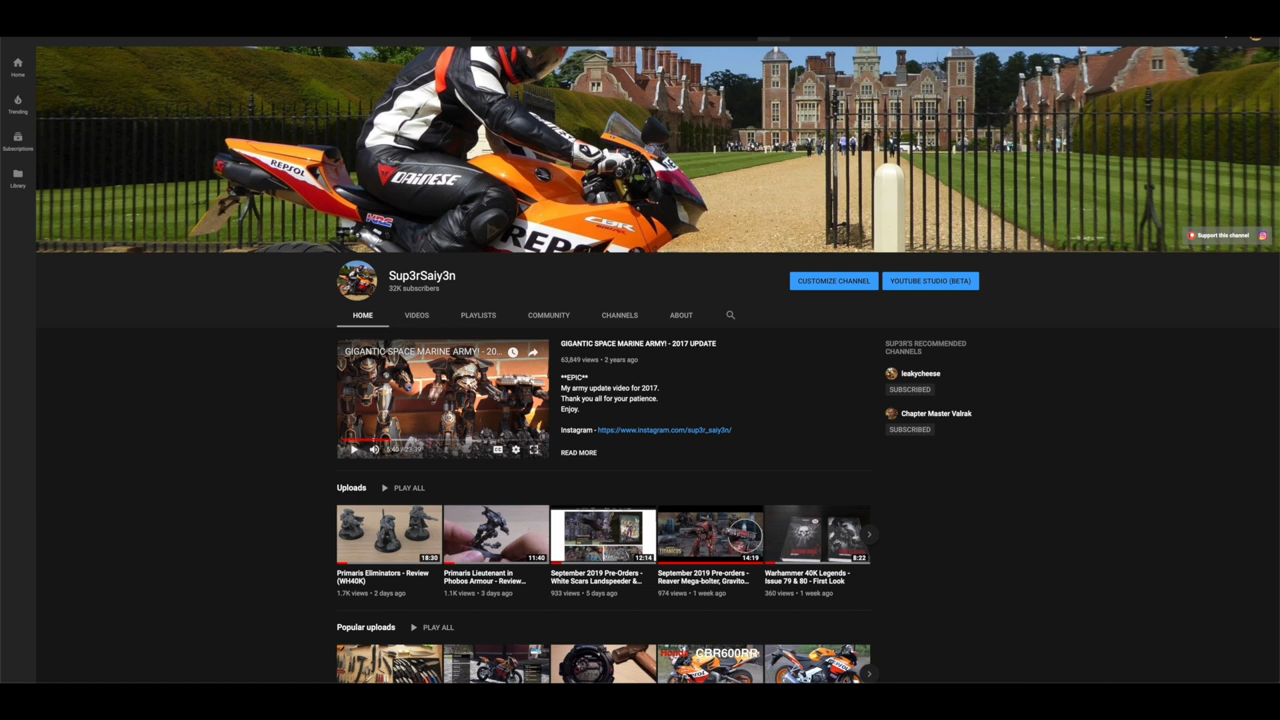 Home
Trending
Subscriptions
Library
REPSOL
DAINESE
HRC
CBR
REPS
Support this channel
Sup3rSaiy3n
32K subscribers
CUSTOMIZE CHANNEL
YOUTUBE STUDIO (BETA)
HOME
VIDEOS
PLAYLISTS
COMMUNITY
CHANNELS
ABOUT
GIGANTIC SPACE MARINE ARMY! - 20...
GIGANTIC SPACE MARINE ARMY! - 2017 UPDATE
63,849 views • 2 years ago
**EPIC**
My army update video for 2017.
Thank you all for your patience.
Enjoy.
Instagram - https://www.instagram.com/sup3r_saiy3n/
READ MORE
SUP3R'S RECOMMENDED
CHANNELS
leakycheese
SUBSCRIBED
Chapter Master Valrak
SUBSCRIBED
Uploads
PLAY ALL
18:30
11:40
12:14
TITANICUS
14:19
8:22
Primaris Eliminators - Review
(WH40K)
1.7K views • 2 days ago
Primaris Lieutenant in
Phobos Armour - Review...
1.1K views • 3 days ago
September 2019 Pre-Orders -
White Scars Landspeeder &...
933 views • 5 days ago
September 2019 Pre-orders -
Reaver Mega-bolter, Gravito...
974 views • 1 week ago
Warhammer 40K Legends -
Issue 79 & 80 - First Look
360 views • 1 week ago
Popular uploads
PLAY ALL
Honda CBR600RR